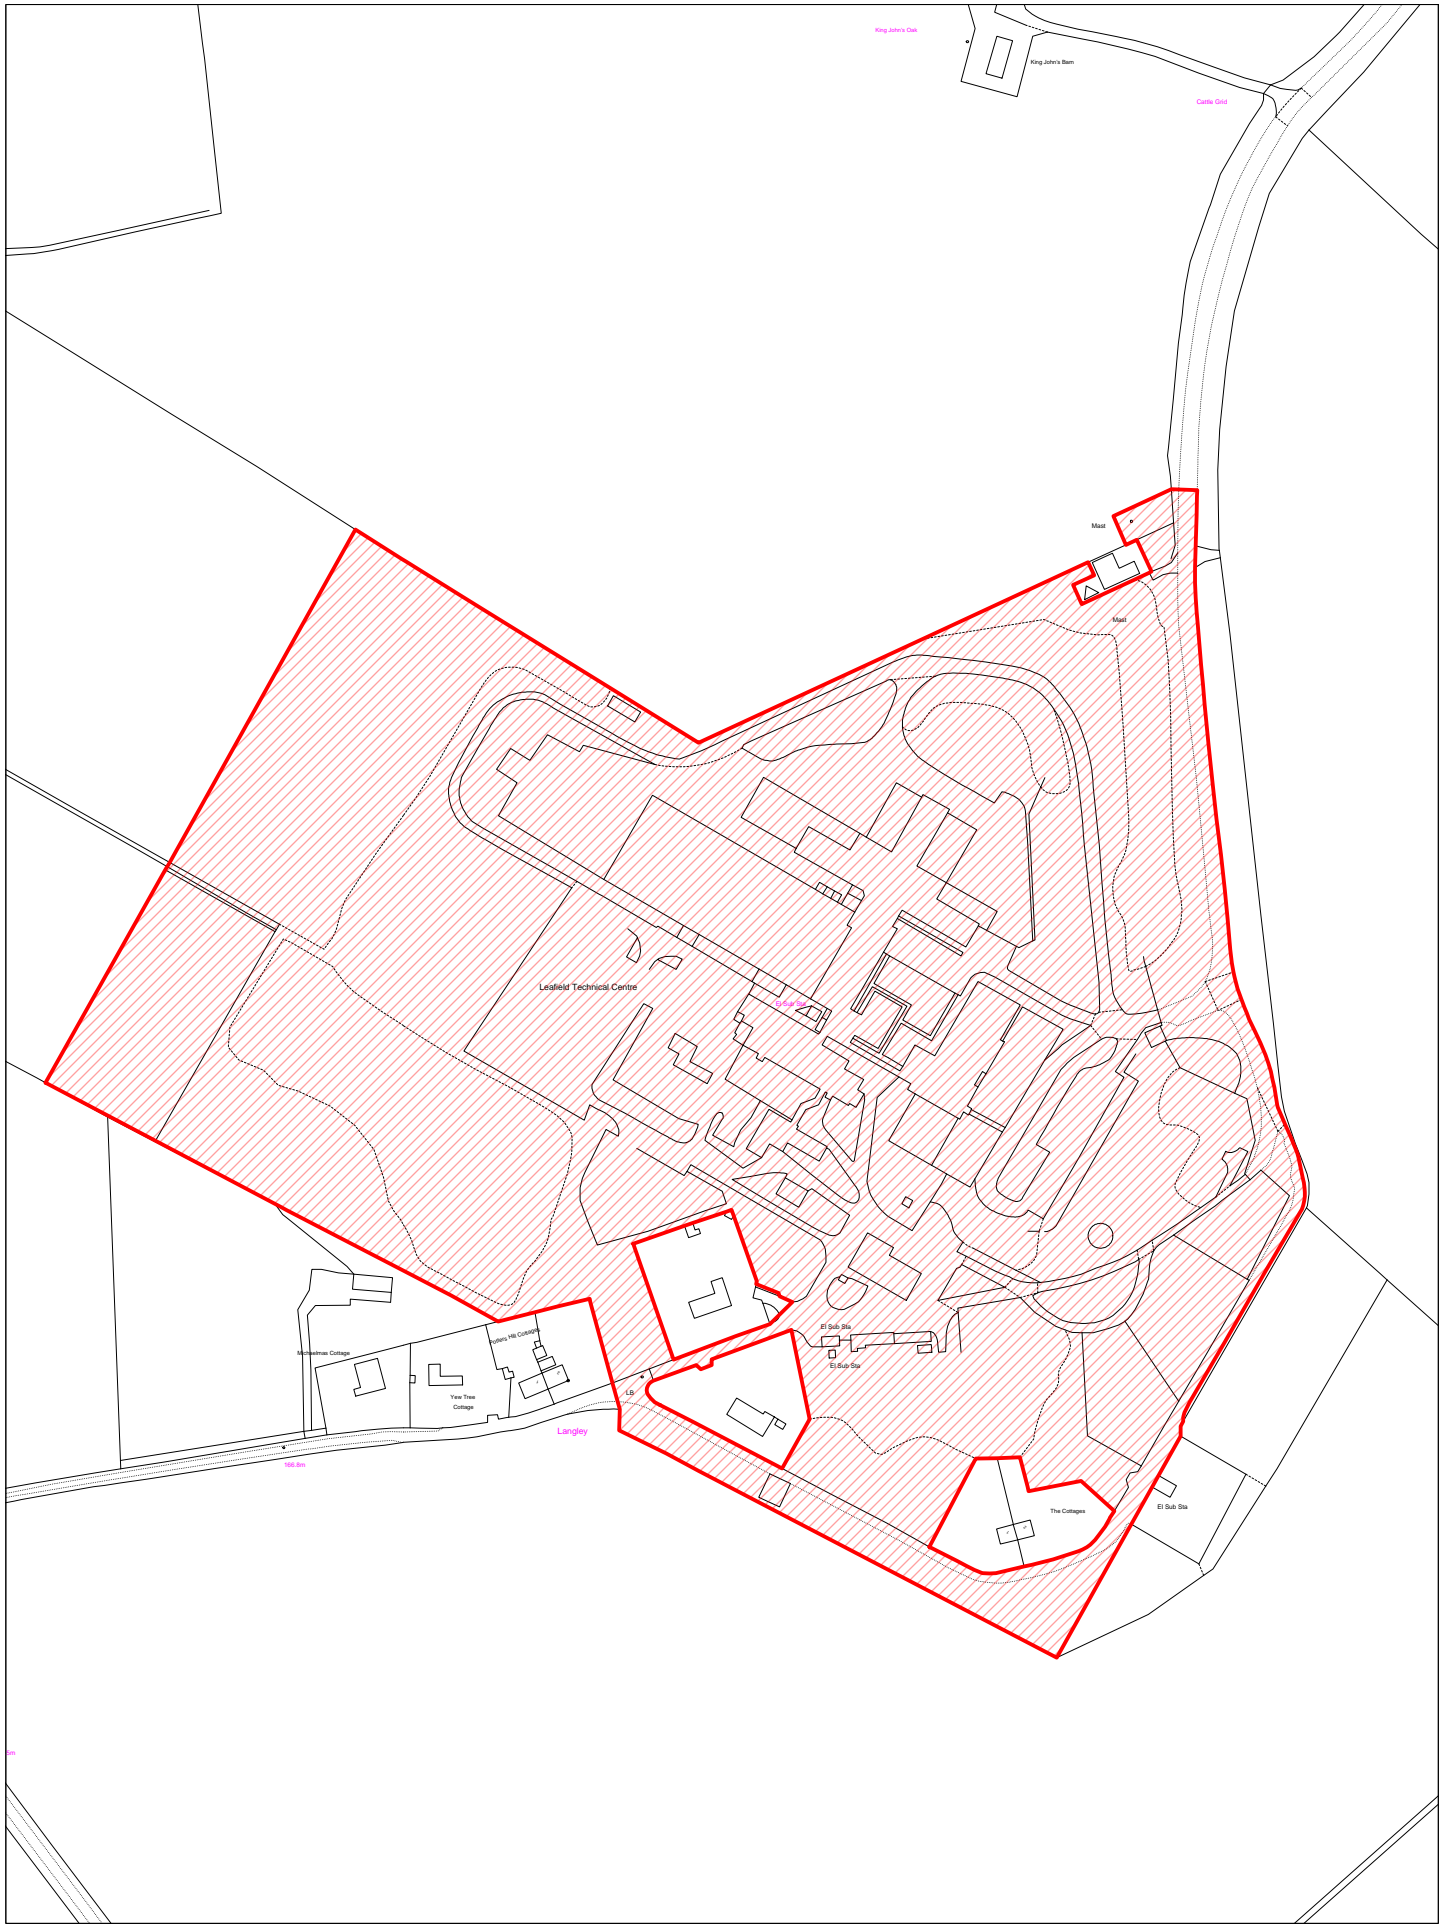 King John's Oak
King John's Barn
Cattle Grid
Mast
Mast
Leafield Technical Centre
El Sub Sta
El Sub Sta
El Sub Sta
Potters Hill Cottages
Michaelmas Cottage
Yew Tree
Cottage
LB
Langley
166.8m
The Cottages
El Sub Sta